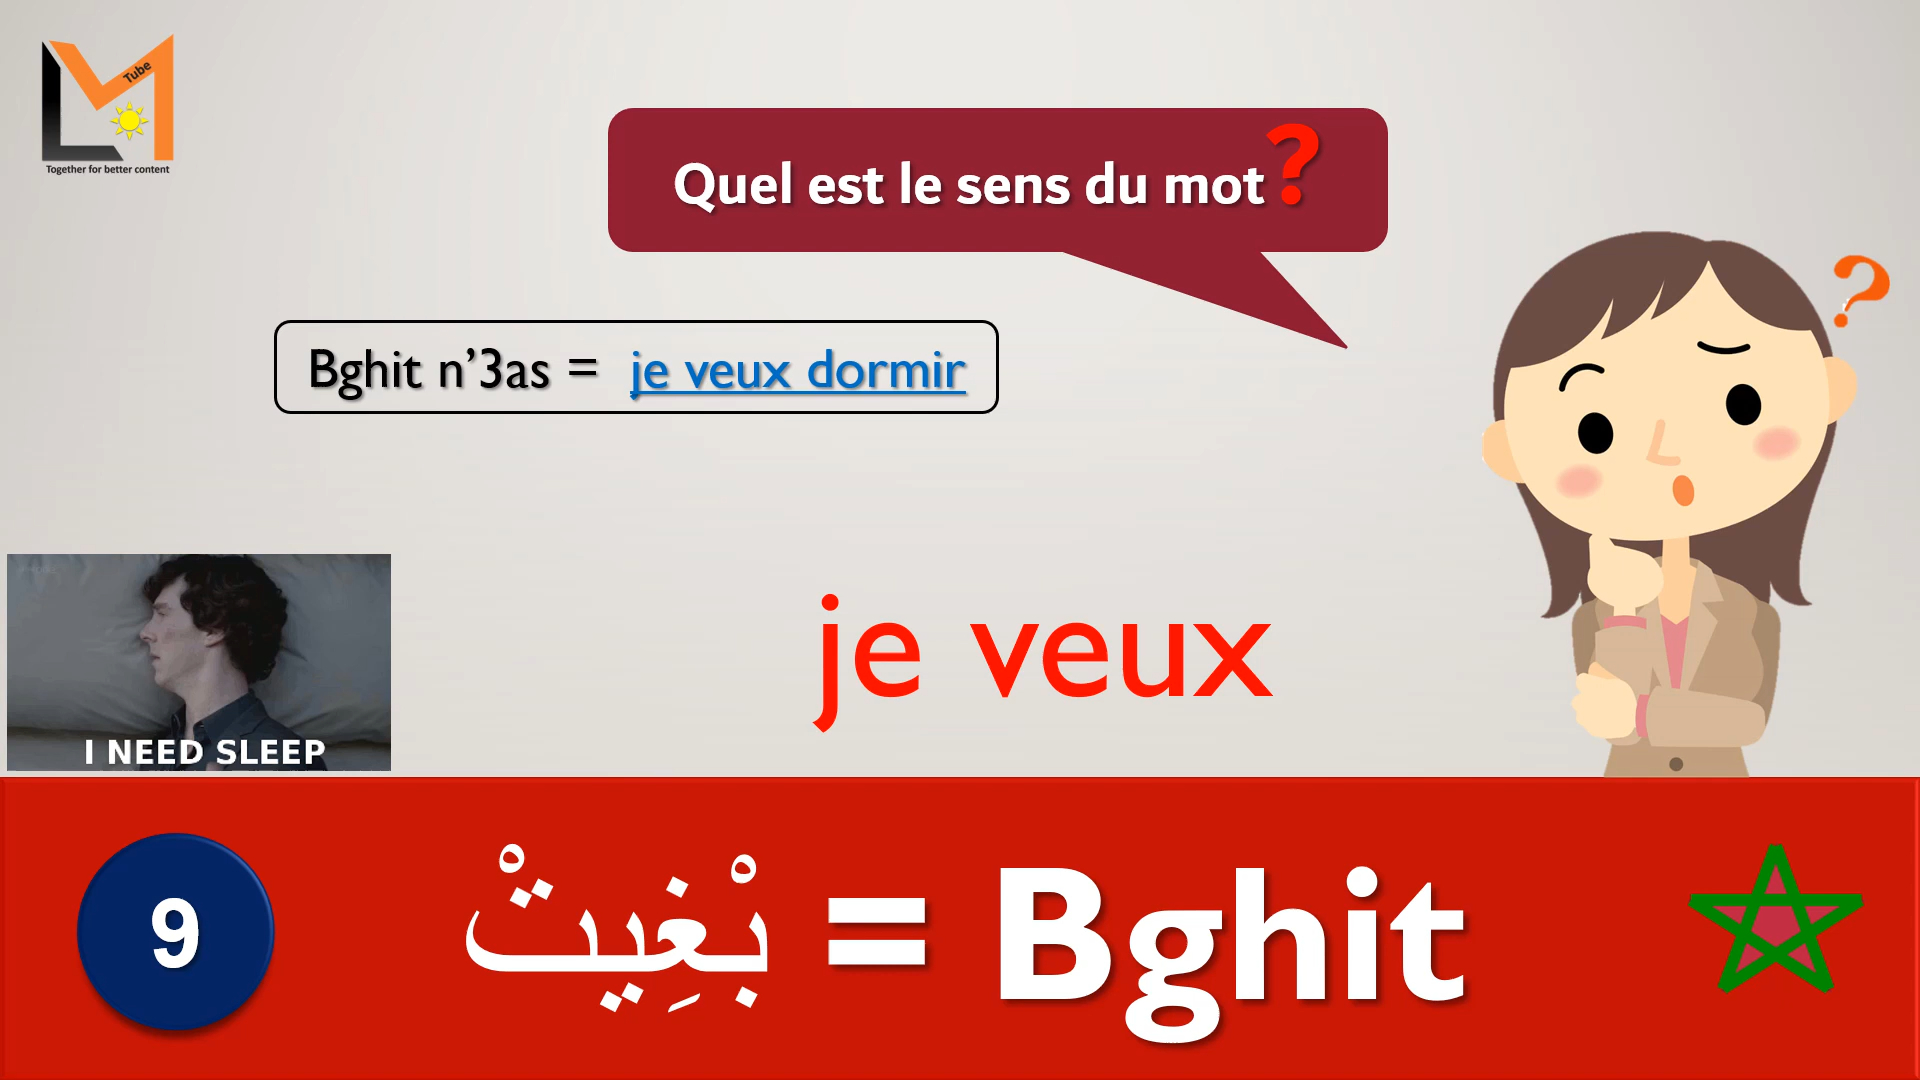 LM Tube
Together for better content
Quel est le sens du mot?
?
Bghit n’3as = je veux dormir
je veux
I NEED SLEEP
9
بْغِيتْ = Bghit